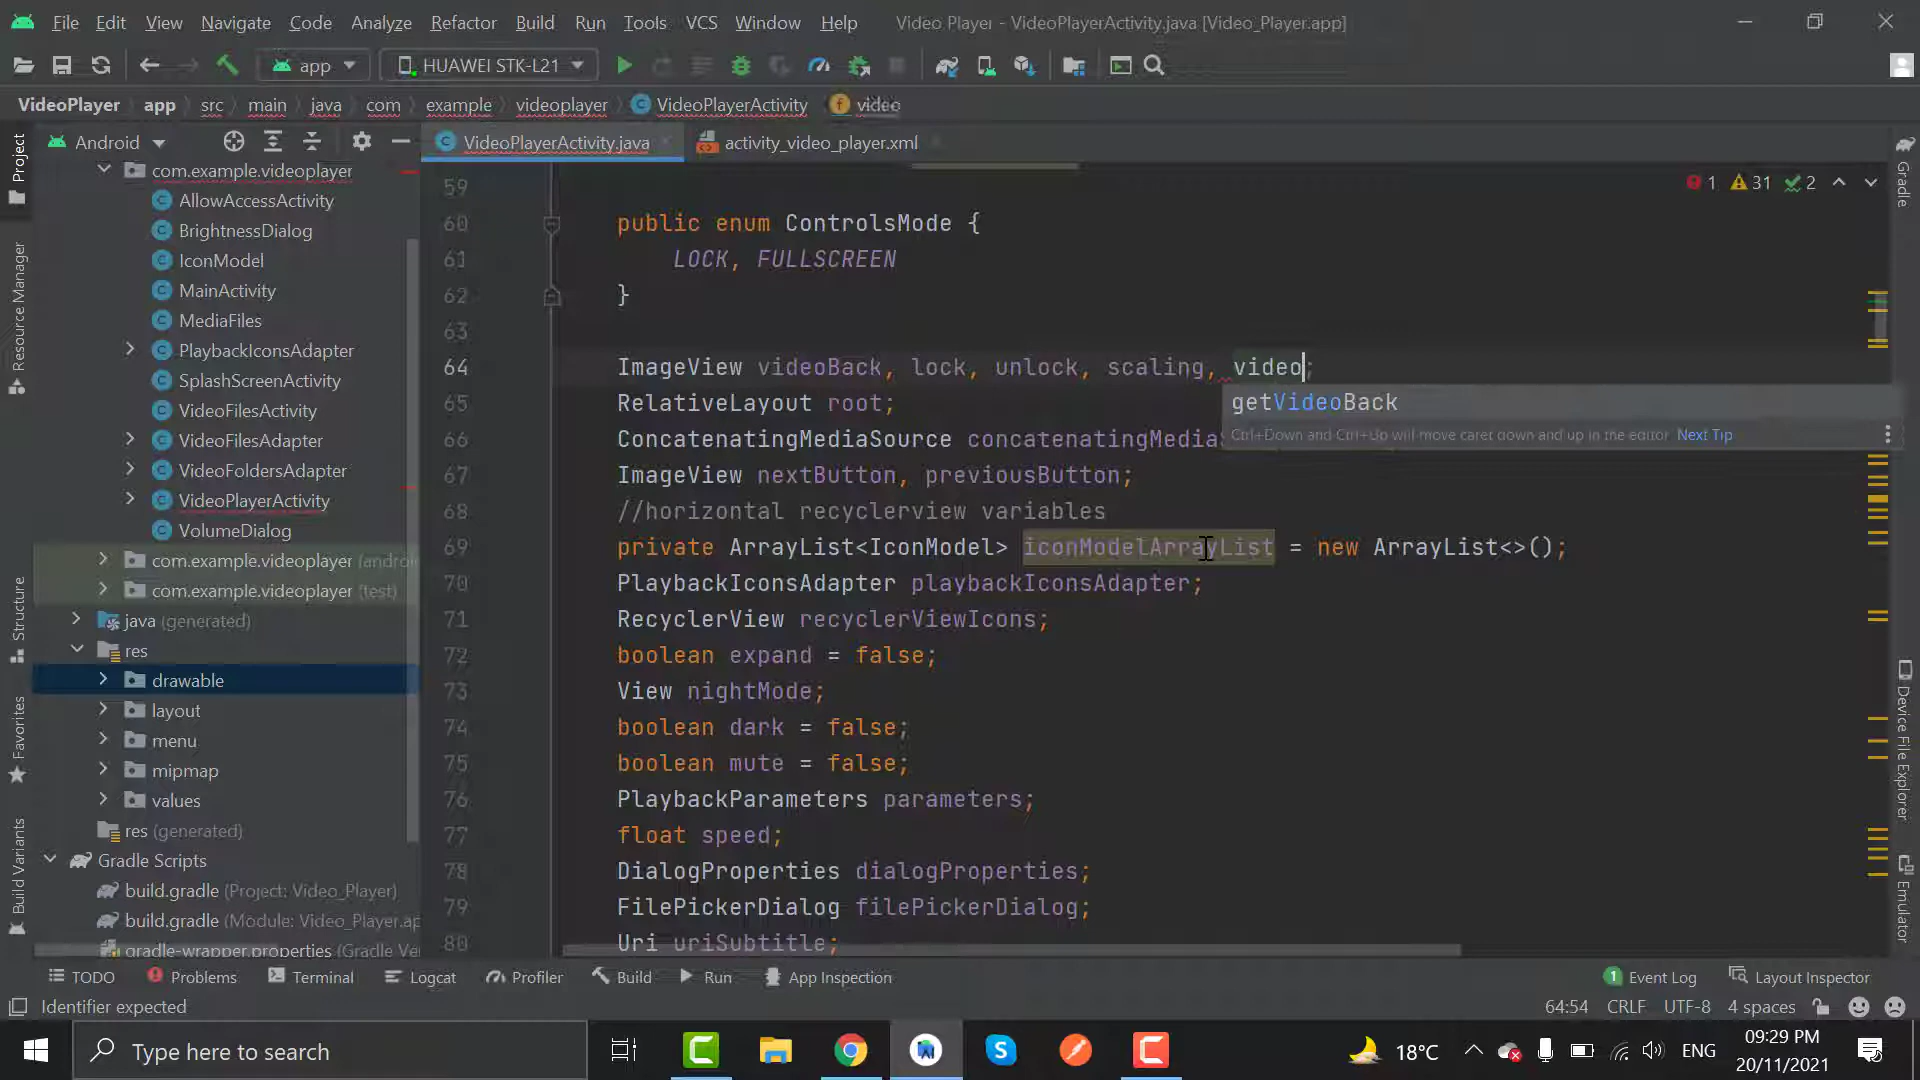 File Edit View Navigate Code Analyze Refactor Build Run Tools VCS Window Help Video Player - VideoPlayerActivity.java [Video_Player.app]
app HUAWEI STK-L21
VideoPlayer app src main java com example videoplayer VideoPlayerActivity video
Android VideoPlayerActivity.java activity_video_player.xml
Project
Resource Manager
Structure
Favorites
Build Variants
com.example.videoplayer
AllowAccessActivity
BrightnessDialog
IconModel
MainActivity
MediaFiles
PlaybackIconsAdapter
SplashScreenActivity
VideoFilesActivity
VideoFilesAdapter
VideoFoldersAdapter
VideoPlayerActivity
VolumeDialog
com.example.videoplayer (andro
com.example.videoplayer (test)
java (generated)
res
drawable
layout
menu
mipmap
values
res (generated)
Gradle Scripts
build.gradle (Project: Video_Player)
build.gradle (Module: Video_Player.ap
gradle-wrapper.properties (Gradle Ve
1 31 2
59
60 public enum ControlsMode {
61 LOCK, FULLSCREEN
62 }
63
64 ImageView videoBack, lock, unlock, scaling, video;
65 RelativeLayout root;
getVideoBack
Ctrl+Down and Ctrl+Up will move caret down and up in the editor Next Tip
66 ConcatenatingMediaSource concatenatingMediaS
67 ImageView nextButton, previousButton;
68 //horizontal recyclerview variables
69 private ArrayList<IconModel> iconModelArrayList = new ArrayList<>();
70 PlaybackIconsAdapter playbackIconsAdapter;
71 RecyclerView recyclerViewIcons;
72 boolean expand = false;
73 View nightMode;
74 boolean dark = false;
75 boolean mute = false;
76 PlaybackParameters parameters;
77 float speed;
78 DialogProperties dialogProperties;
79 FilePickerDialog filePickerDialog;
80 Uri uriSubtitle;
Gradle
Device File Explorer
Emulator
TODO Problems Terminal Logcat Profiler Build Run App Inspection 1 Event Log Layout Inspector
Identifier expected 64:54 CRLF UTF-8 4 spaces
Type here to search 18°C ENG 09:29 PM
20/11/2021